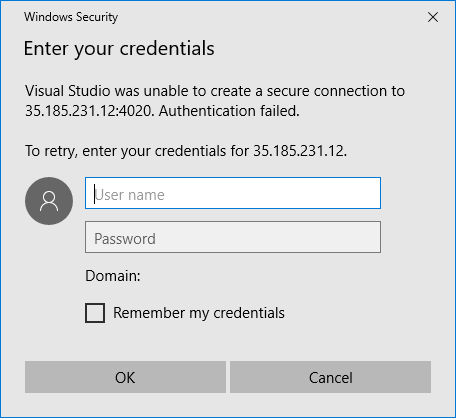 Windows Security
Enter your credentials
Visual Studio was unable to create a secure connection to
35.185.231.12:4020. Authentication failed.
To retry, enter your credentials for 35.185.231.12.
User name
Password
Domain:
Remember my credentials
OK
Cancel